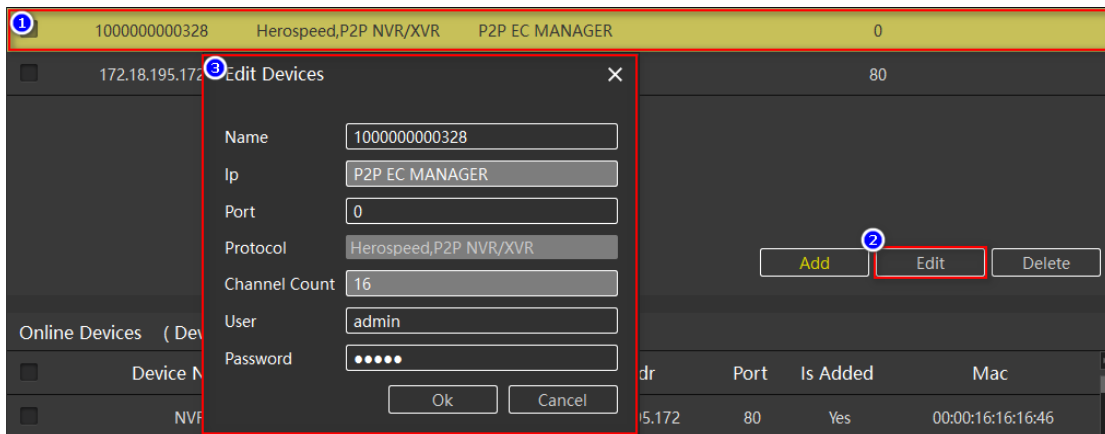 1
1000000000328 Herospeed,P2P NVR/XVR P2P EC MANAGER 0
172.18.195.172 80
3 Edit Devices
Name 1000000000328
Ip P2P EC MANAGER
Port 0
Protocol Herospeed,P2P NVR/XVR
2
Add Edit Delete
Channel Count 16
User admin
Online Devices ( Dev
Password •••••
Device N dr Port Is Added Mac
Ok Cancel
NVR 95.172 80 Yes 00:00:16:16:16:46